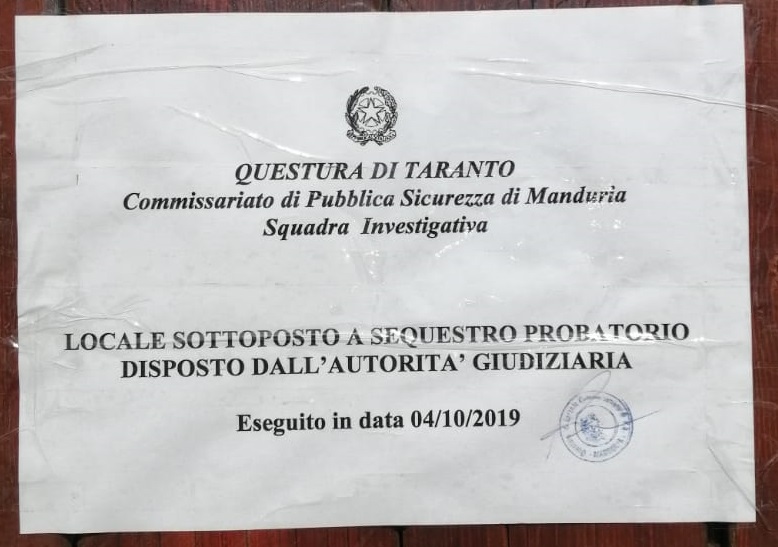 QUESTURA DI TARANTO
Commissariato di Pubblica Sicurezza di Manduria
Squadra Investigativa
LOCALE SOTTOPOSTO A SEQUESTRO PROBATORIO
DISPOSTO DALL'AUTORITA' GIUDIZIARIA
Eseguito in data 04/10/2019